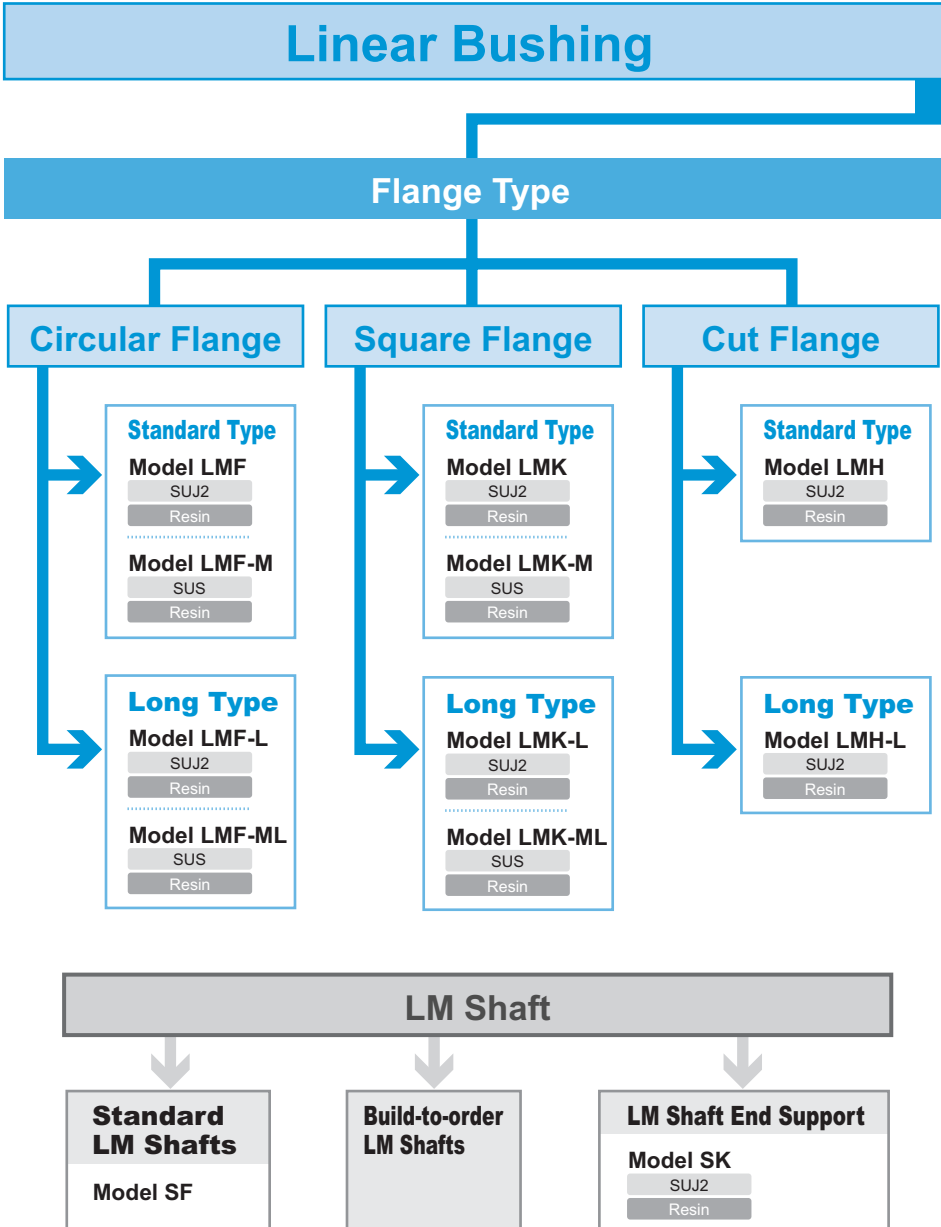 Linear Bushing
Flange Type
Circular Flange
Standard Type
Model LMF
SUJ2
Resin
Model LMF-M
SUS
Resin
Long Type
Model LMF-L
SUJ2
Resin
Model LMF-ML
SUS
Resin
Square Flange
Standard Type
Model LMK
SUJ2
Resin
Model LMK-M
SUS
Resin
Long Type
Model LMK-L
SUJ2
Resin
Model LMK-ML
SUS
Resin
Cut Flange
Standard Type
Model LMH
SUJ2
Resin
Long Type
Model LMH-L
SUJ2
Resin
LM Shaft
Standard
LM Shafts
Model SF
Build-to-order
LM Shafts
LM Shaft End Support
Model SK
SUJ2
Resin